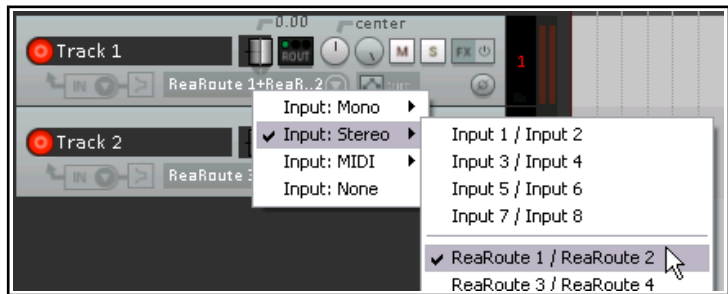 0.00 center
Track 1
ROUT
M S FX
1
IN
ReaRoute 1+ReaR..2
Input: Mono
Input: Stereo
Input: MIDI
Input: None
Track 2
IN
ReaRoute 3
Input 1 / Input 2
Input 3 / Input 4
Input 5 / Input 6
Input 7 / Input 8
ReaRoute 1 / ReaRoute 2
ReaRoute 3 / ReaRoute 4